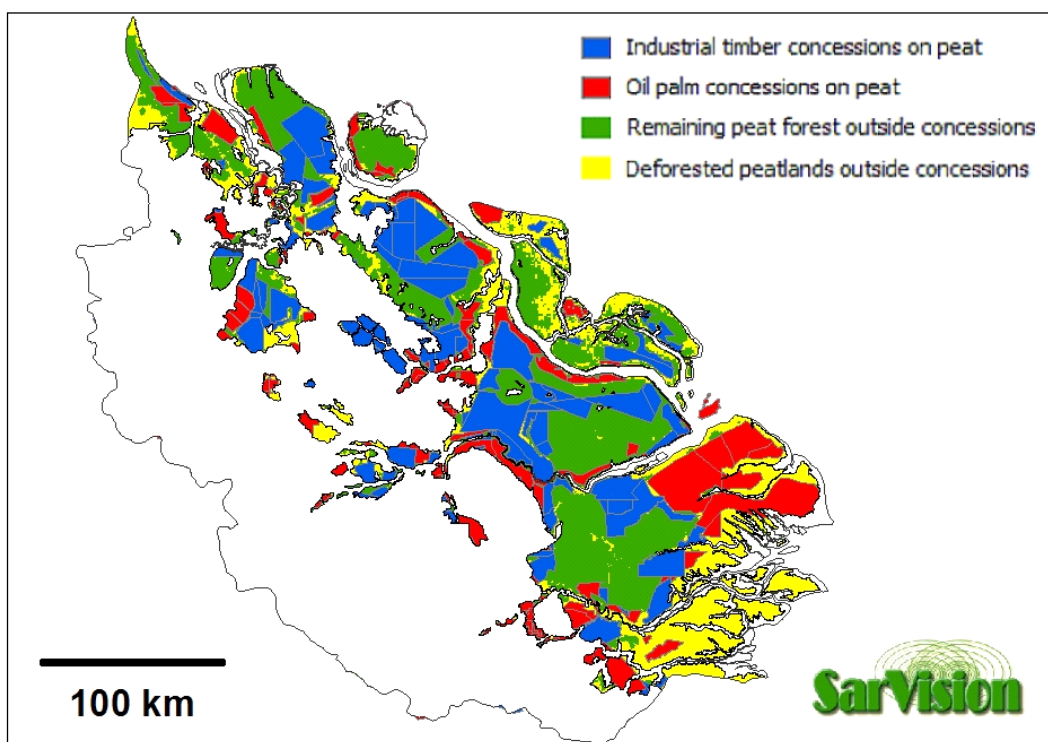 Industrial timber concessions on peat
Oil palm concessions on peat
Remaining peat forest outside concessions
Deforested peatlands outside concessions
100 km
SarVision